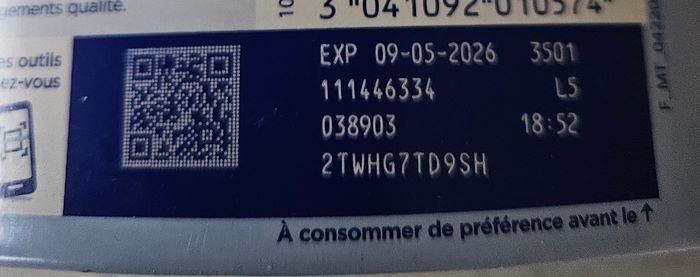 gements qualité.
10
3 041092 010574
es outils
ez-vous
EXP 09-05-2026 3501
111446334 L5
038903 18:52
2TWHG7TD9SH
À consommer de préférence avant le ↑